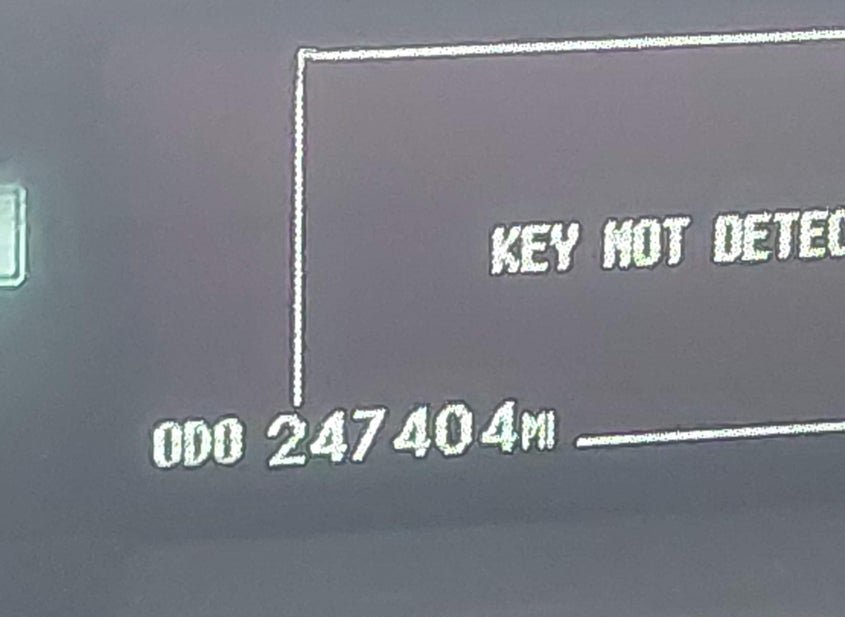 KEY NOT DETEC
ODO 247404MI